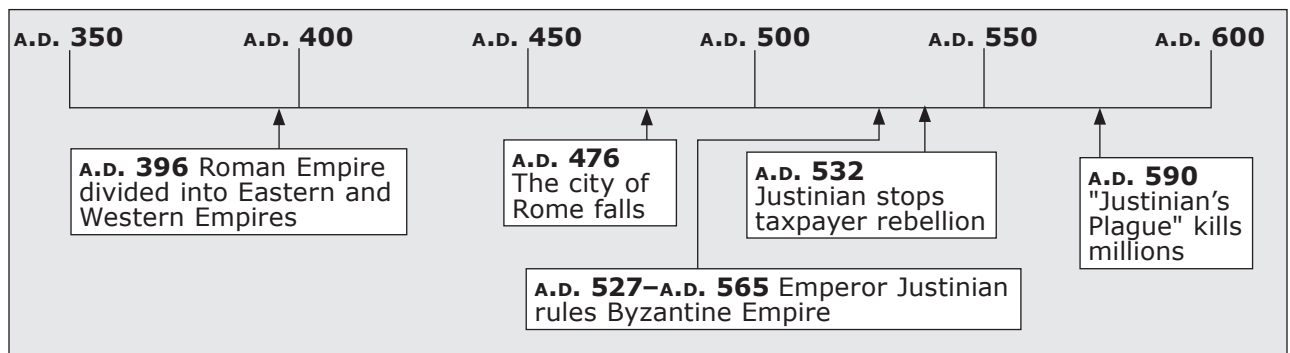 A.D. 350 A.D. 400 A.D. 450 A.D. 500 A.D. 550 A.D. 600
A.D. 396 Roman Empire
divided into Eastern and
Western Empires
A.D. 476
The city of
Rome falls
A.D. 527–A.D. 565 Emperor Justinian
rules Byzantine Empire
A.D. 532
Justinian stops
taxpayer rebellion
A.D. 590
"Justinian’s
Plague" kills
millions